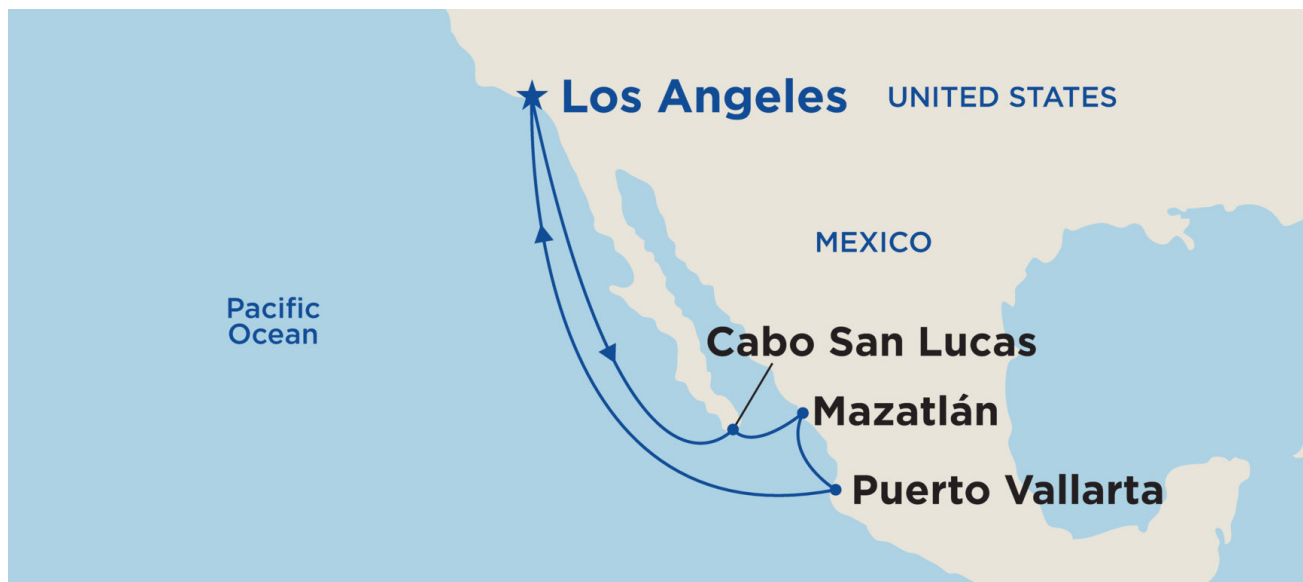 Los Angeles
UNITED STATES
MEXICO
Pacific
Ocean
Cabo San Lucas
Mazatlán
Puerto Vallarta